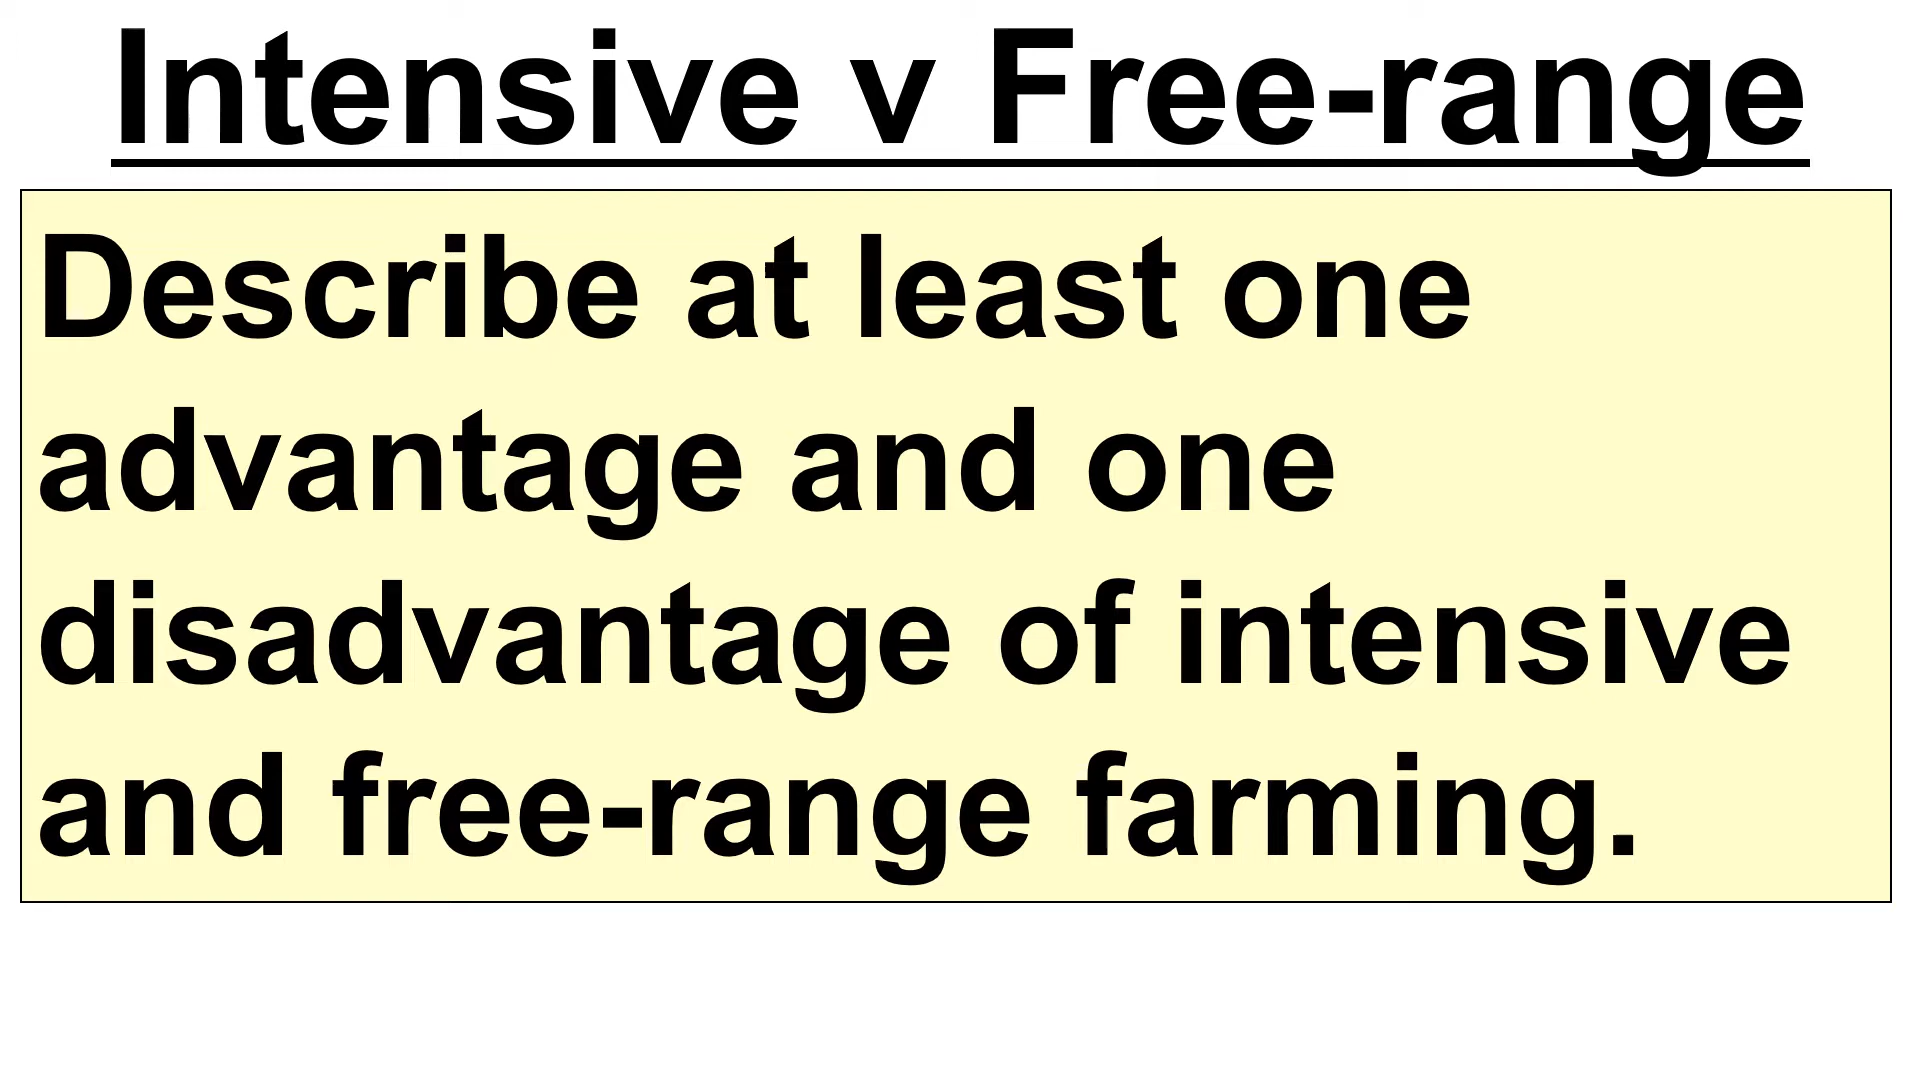 Intensive v Free-range
Describe at least one
advantage and one
disadvantage of intensive
and free-range farming.